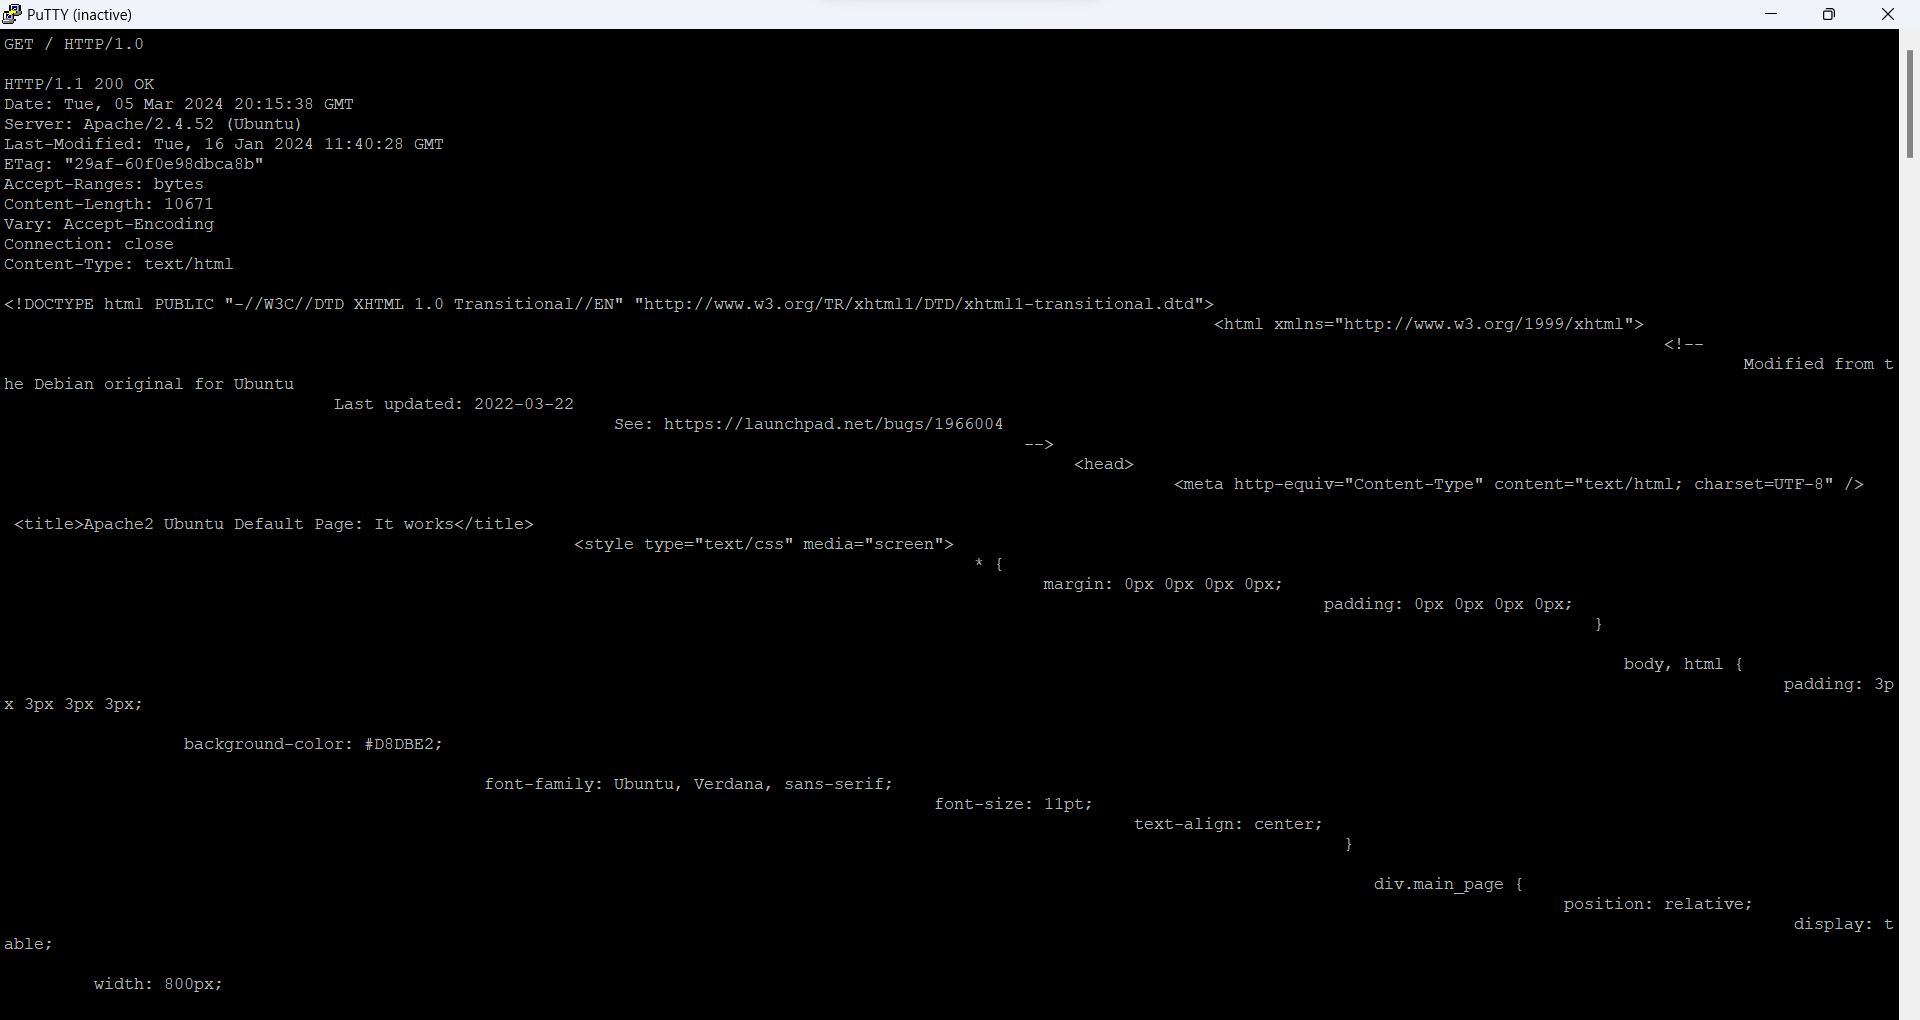 PuTTY (inactive)
GET / HTTP/1.0
HTTP/1.1 200 OK
Date: Tue, 05 Mar 2024 20:15:38 GMT
Server: Apache/2.4.52 (Ubuntu)
Last-Modified: Tue, 16 Jan 2024 11:40:28 GMT
ETag: "29af-60f0e98dbca8b"
Accept-Ranges: bytes
Content-Length: 10671
Vary: Accept-Encoding
Connection: close
Content-Type: text/html
<!DOCTYPE html PUBLIC "-//W3C//DTD XHTML 1.0 Transitional//EN" "http://www.w3.org/TR/xhtml1/DTD/xhtml1-transitional.dtd">
<html xmlns="http://www.w3.org/1999/xhtml">
<!--
Modified from t
he Debian original for Ubuntu
Last updated: 2022-03-22
See: https://launchpad.net/bugs/1966004
-->
<head>
<meta http-equiv="Content-Type" content="text/html; charset=UTF-8" />
<title>Apache2 Ubuntu Default Page: It works</title>
<style type="text/css" media="screen">
* {
margin: 0px 0px 0px 0px;
padding: 0px 0px 0px 0px;
}
body, html {
padding: 3p
x 3px 3px 3px;
background-color: #D8DBE2;
font-family: Ubuntu, Verdana, sans-serif;
font-size: 11pt;
text-align: center;
}
div.main_page {
position: relative;
display: t
able;
width: 800px;